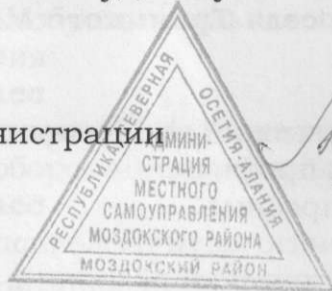 нистрации
РЕСПУБЛИКА СЕВЕРНАЯ
ОСЕТИЯ-АЛАНИЯ
АДМИНИ-
СТРАЦИЯ
МЕСТНОГО
САМОУПРАВЛЕНИЯ
МОЗДОКСКОГО РАЙОНА
МОЗДОКСКИЙ РАЙОН